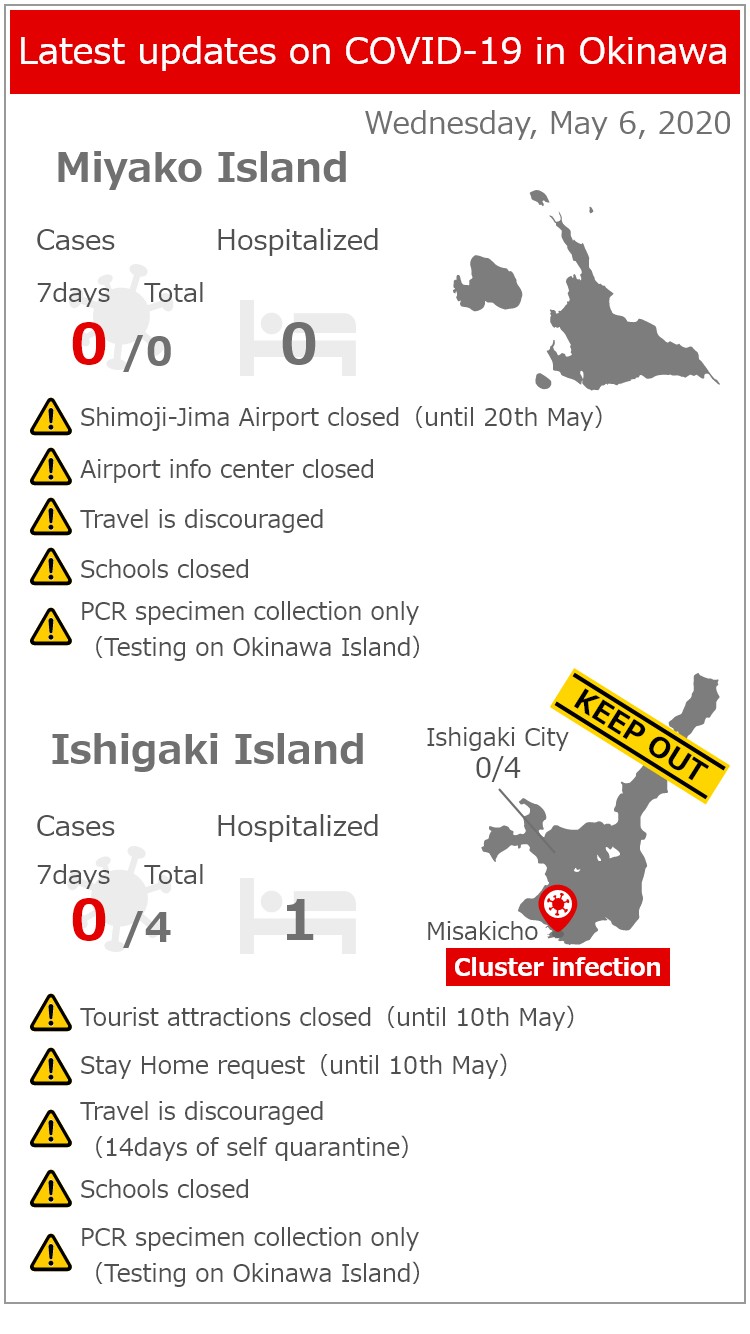 Latest updates on COVID-19 in Okinawa
Wednesday, May 6, 2020
Miyako Island
Cases
Hospitalized
7days
Total
0 /0
0
Shimoji-Jima Airport closed（until 20th May）
Airport info center closed
Travel is discouraged
Schools closed
PCR specimen collection only
（Testing on Okinawa Island）
KEEP OUT
Ishigaki Island
Ishigaki City
0/4
Cases
Hospitalized
7days
Total
0 /4
1
Misakicho
Cluster infection
Tourist attractions closed（until 10th May）
Stay Home request（until 10th May）
Travel is discouraged
（14days of self quarantine）
Schools closed
PCR specimen collection only
（Testing on Okinawa Island）